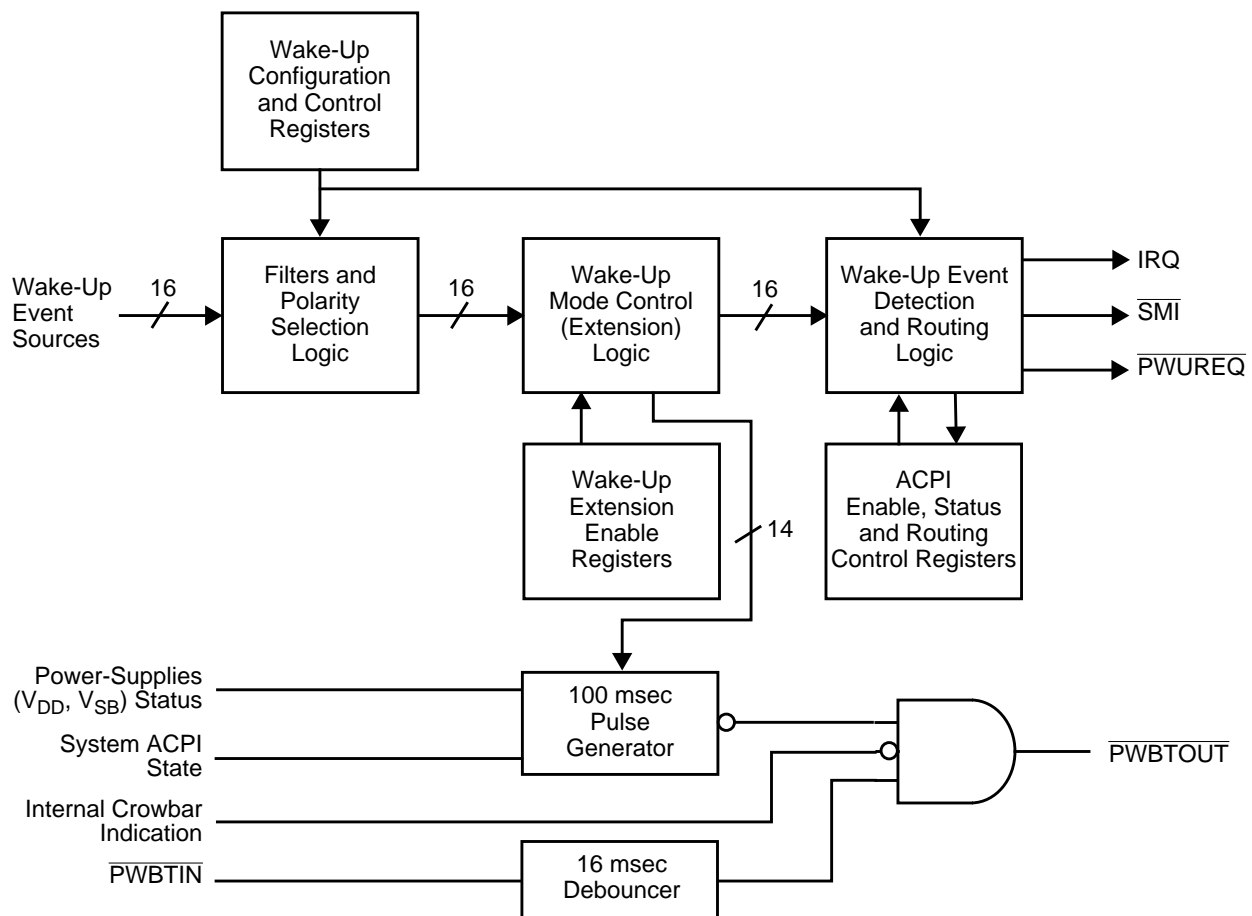 Wake-Up
Configuration
and Control
Registers
Wake-Up
Event
Sources
16
Filters and
Polarity
Selection
Logic
16
Wake-Up
Mode Control
(Extension)
Logic
16
Wake-Up Event
Detection
and Routing
Logic
IRQ
SMI
PWUREQ
Wake-Up
Extension
Enable
Registers
14
ACPI
Enable, Status
and Routing
Control Registers
Power-Supplies
(VDD, VSB) Status
System ACPI
State
100 msec
Pulse
Generator
Internal Crowbar
Indication
PWBTIN
16 msec
Debouncer
PWBTOUT